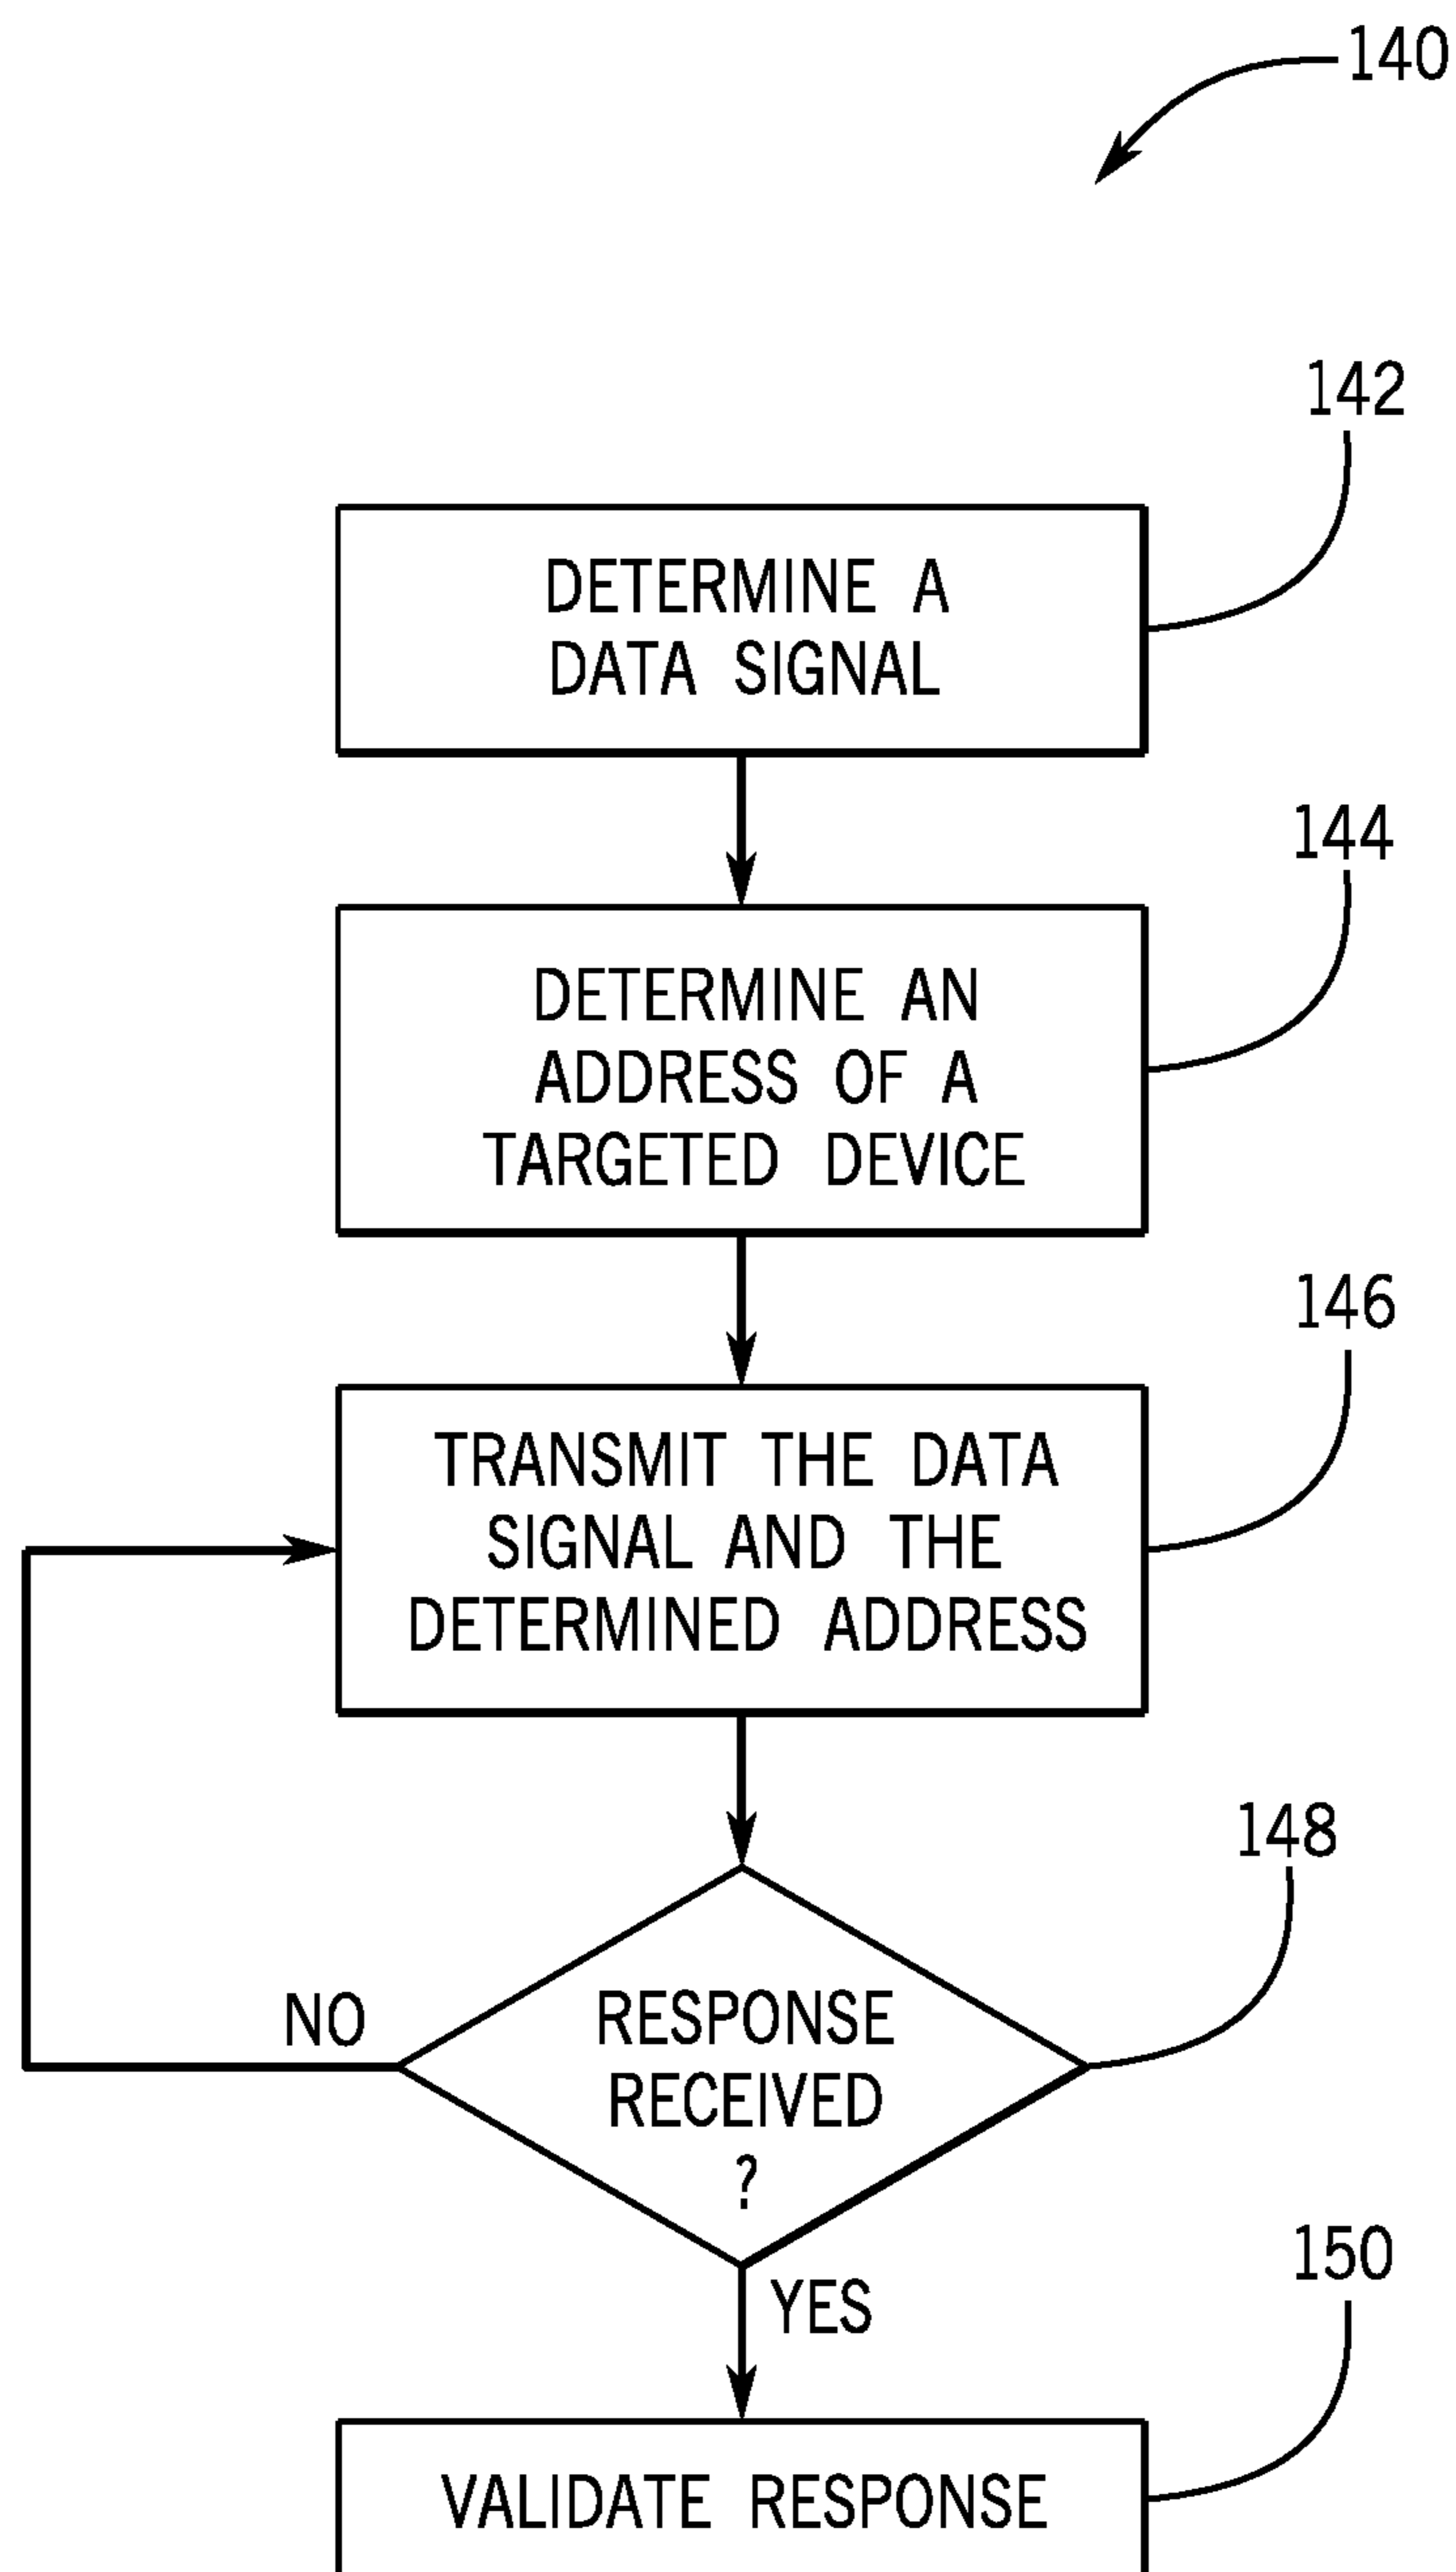 140
142
DETERMINE A
DATA SIGNAL
144
DETERMINE AN
ADDRESS OF A
TARGETED DEVICE
146
TRANSMIT THE DATA
SIGNAL AND THE
DETERMINED ADDRESS
148
NO
RESPONSE
RECEIVED
?
YES
150
VALIDATE RESPONSE